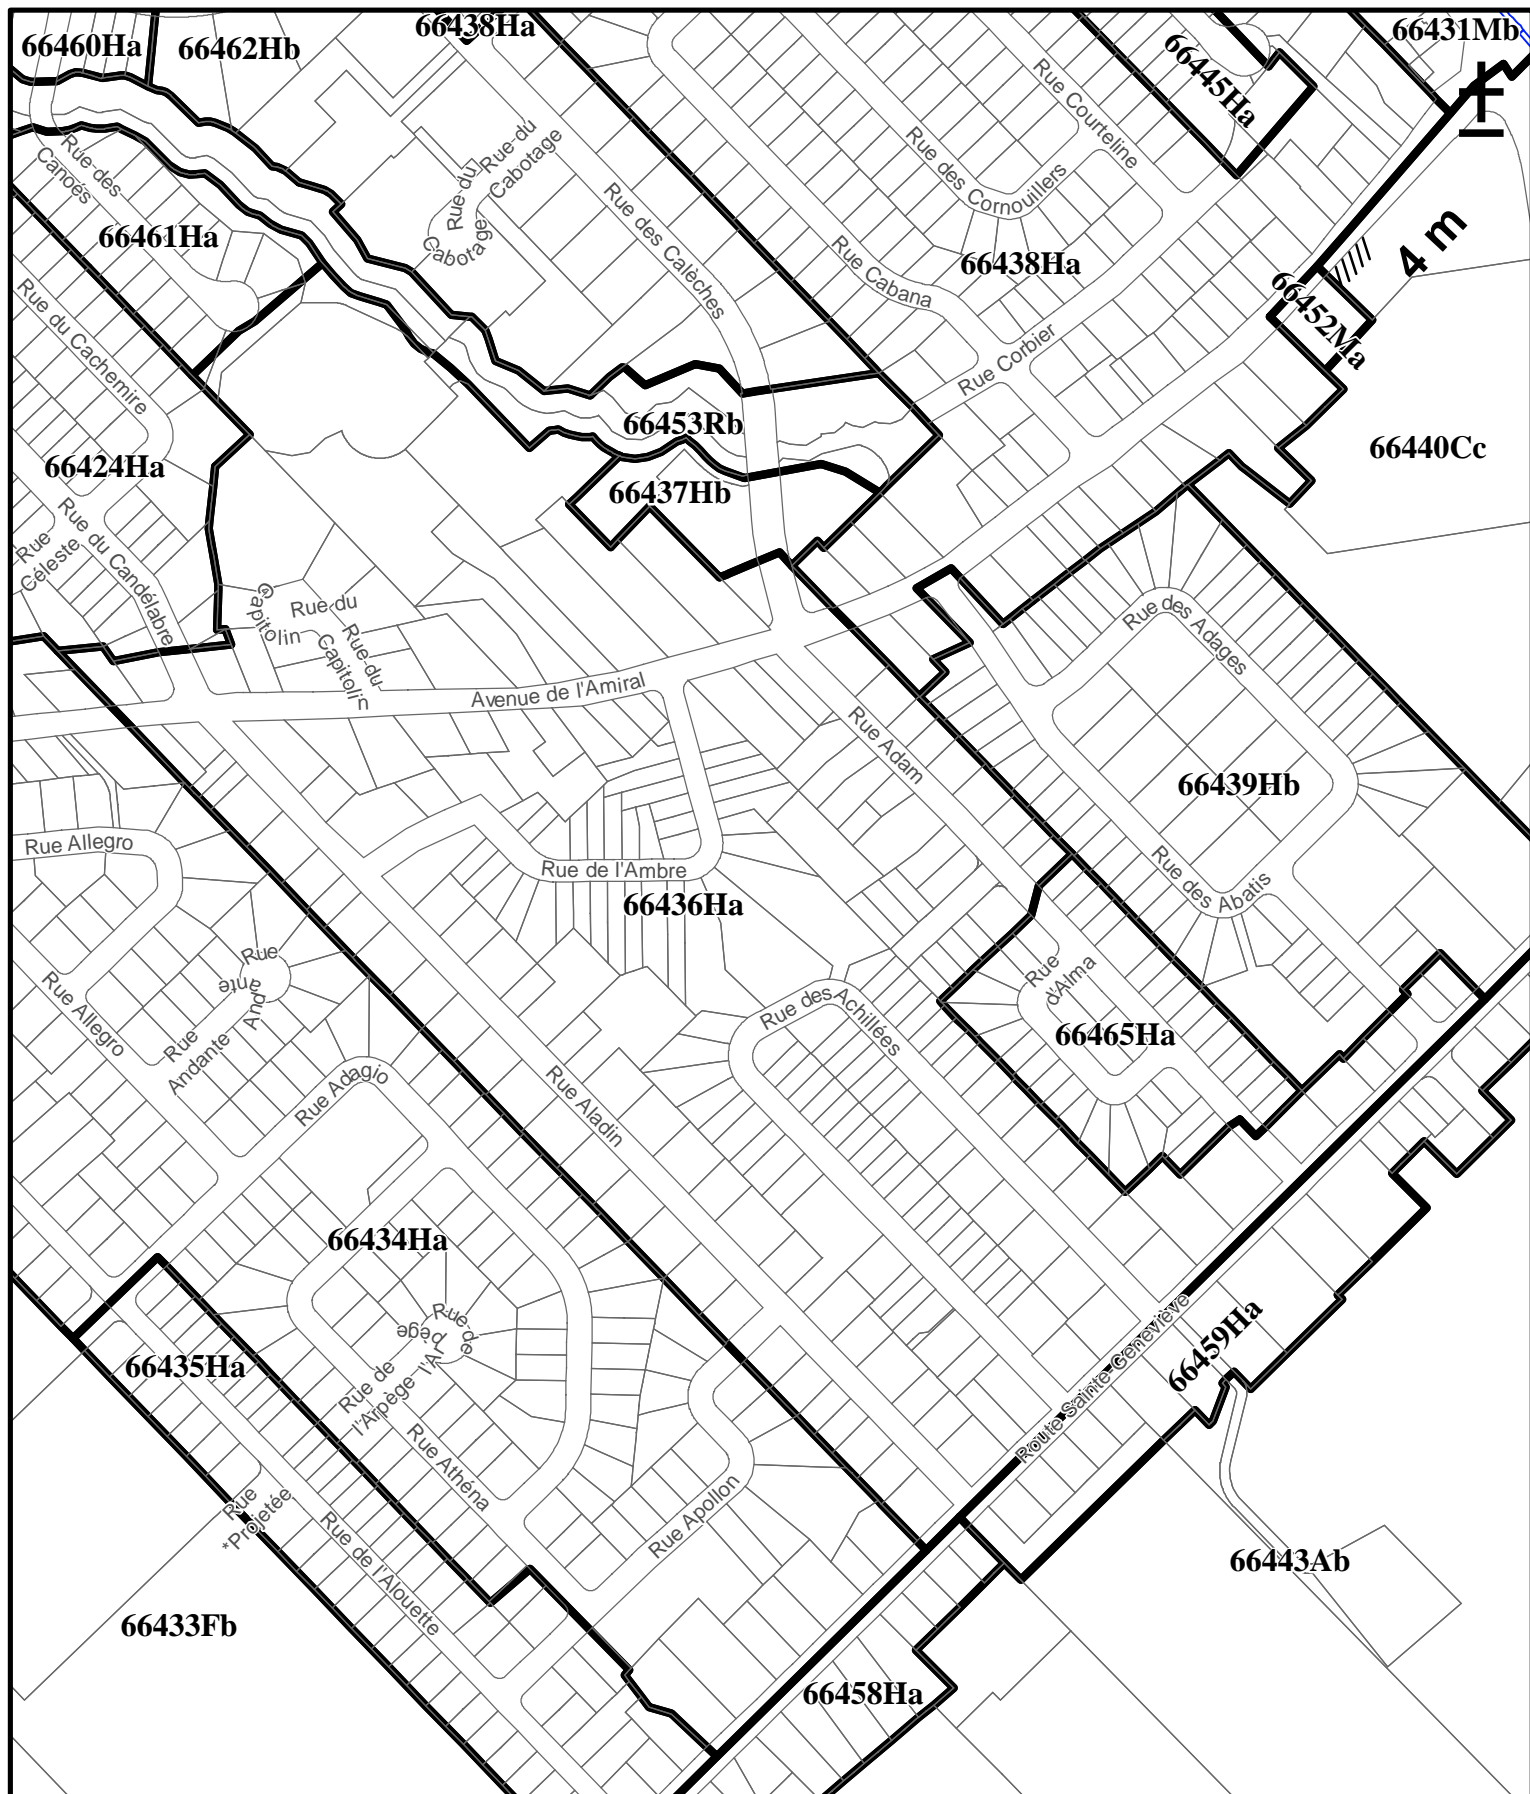 66460Ha
66462Hb
66438Ha
66445Ha
66431Mb
±
Rue des
Canoés
66461Ha
Rue du
Cabotage
Rue du
Cabotage
Rue des Calèches
Rue des Cornouillers
Rue Courteline
Rue Cabana
66438Ha
4 m
66452Ma
Rue du Cachemire
Rue Corbier
66453Rb
66440Cc
66424Ha
66437Hb
Rue
Céleste
Rue du Candélabre
Rue du
Capitolin
Rue du
Capitolin
Avenue de l'Amiral
Rue Adam
Rue des Adages
66439Hb
Rue Allegro
Rue de l'Ambre
66436Ha
Rue des Abatis
Rue Allegro
Rue
Andante
Rue
Andante
Rue des Achillées
Rue
d'Alma
66465Ha
Rue Adagio
Rue Aladin
66434Ha
Rue de
l'Arpège
Rue de
l'Arpège
66435Ha
Rue Athéna
Route Sainte-Geneviève
66459Ha
Rue
*Projetée
Rue de l'Alouette
Rue Apollon
66443Ab
66433Fb
66458Ha